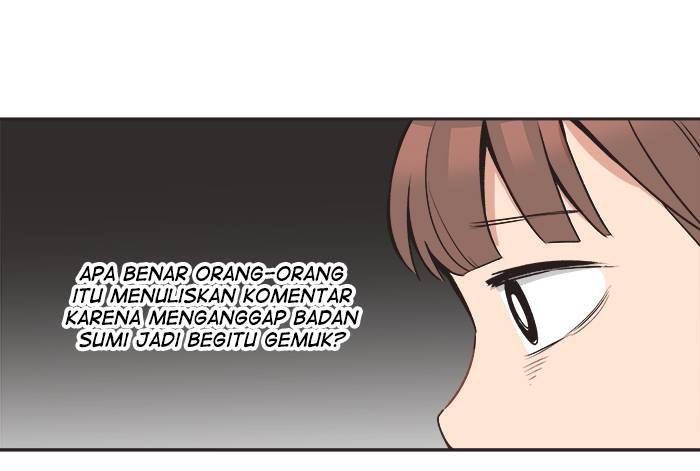 APA BENAR ORANG-ORANG
ITU MENULISKAN KOMENTAR
KARENA MENGANGGAP BADAN
SUMI JADI BEGITU GEMUK?